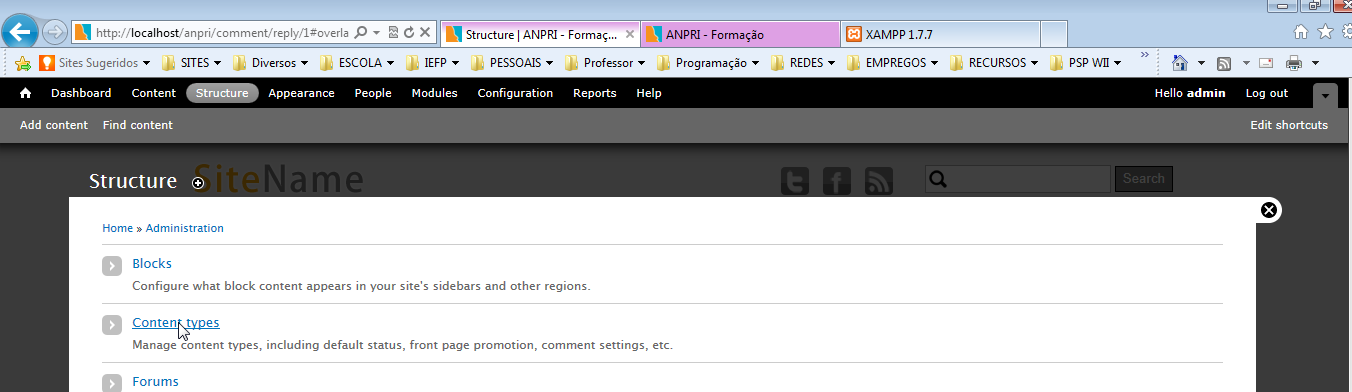 http://localhost/anpri/comment/reply/1#overla
Structure | ANPRI - Formaç...
ANPRI - Formação
XAMPP 1.7.7
Sites Sugeridos SITES Diversos ESCOLA IEFP PESSOAIS Professor Programação REDES EMPREGOS RECURSOS PSP WII »
Dashboard Content Structure Appearance People Modules Configuration Reports Help Hello admin Log out
Add content Find content Edit shortcuts
SiteName
Search
Structure
Home » Administration
Blocks
Configure what block content appears in your site's sidebars and other regions.
Content types
Manage content types, including default status, front page promotion, comment settings, etc.
Forums